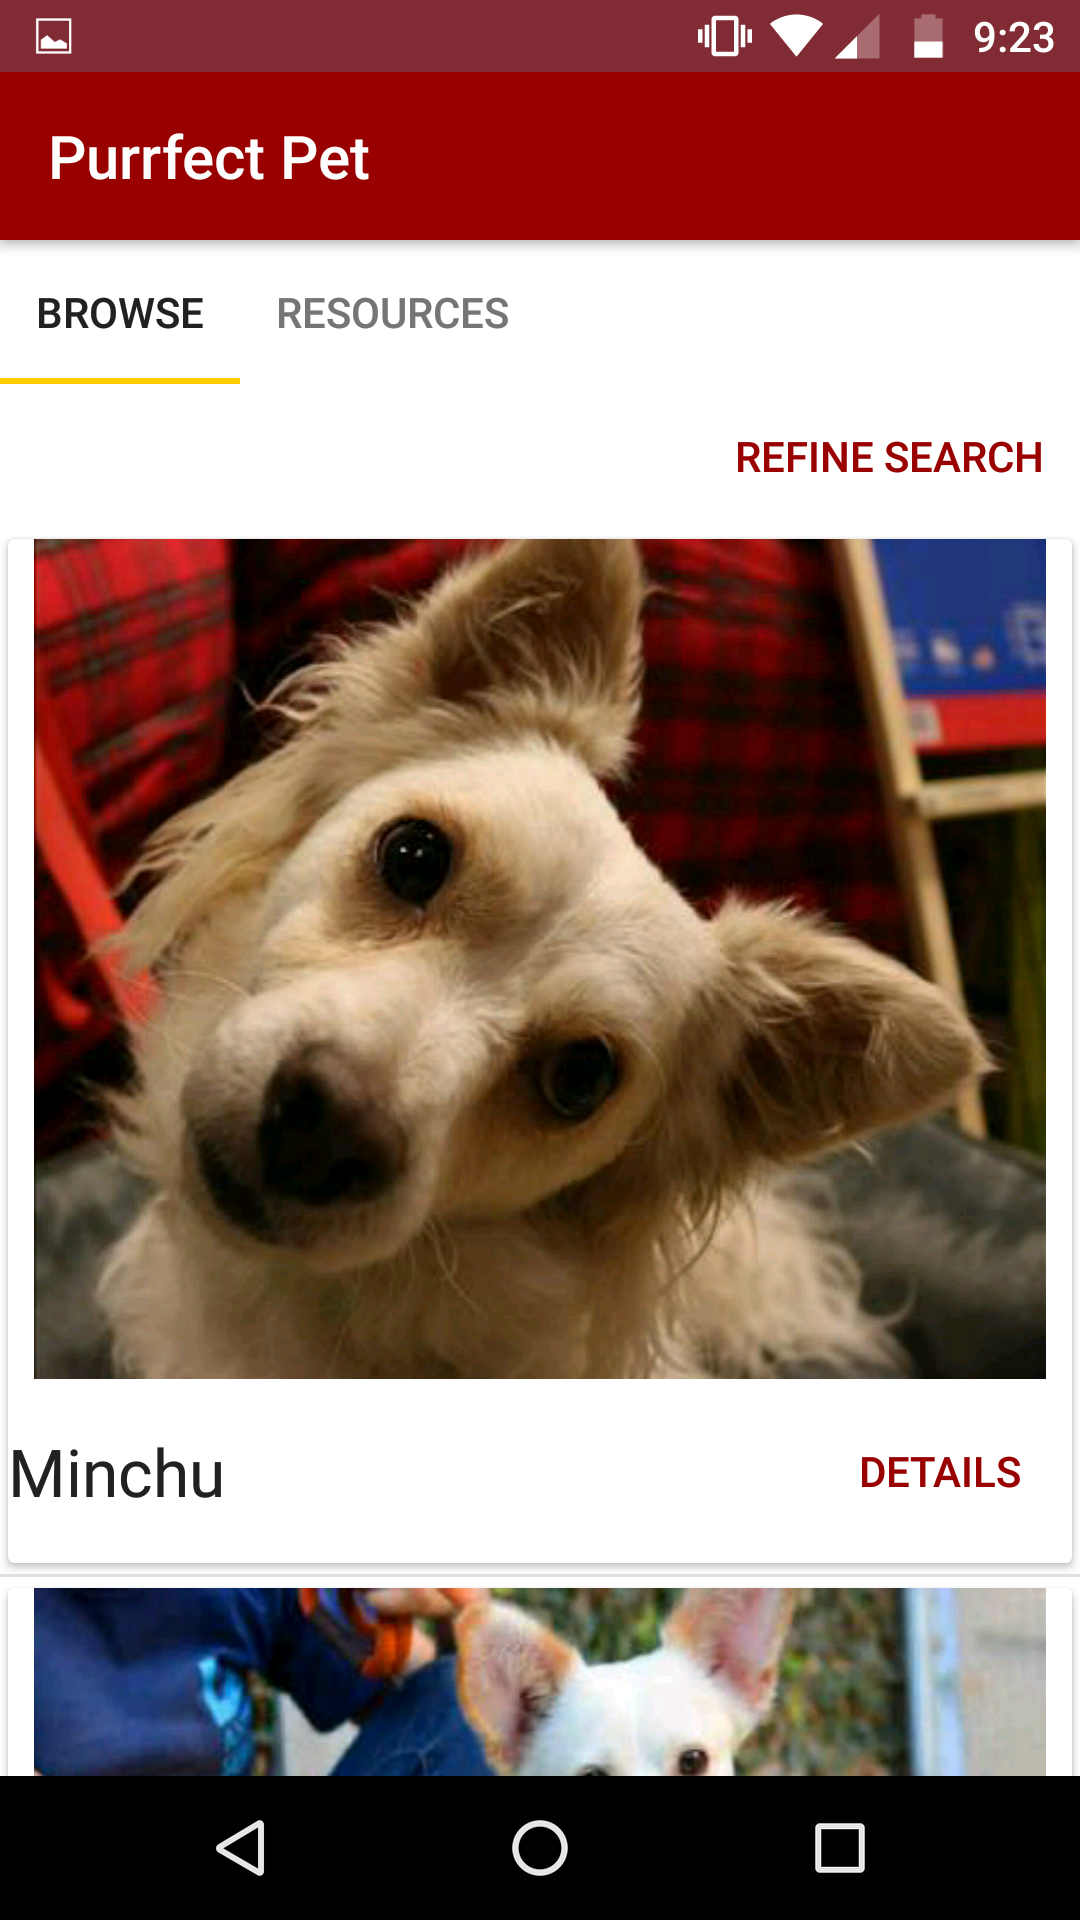 9:23
Purrfect Pet
BROWSE RESOURCES
REFINE SEARCH
Minchu DETAILS